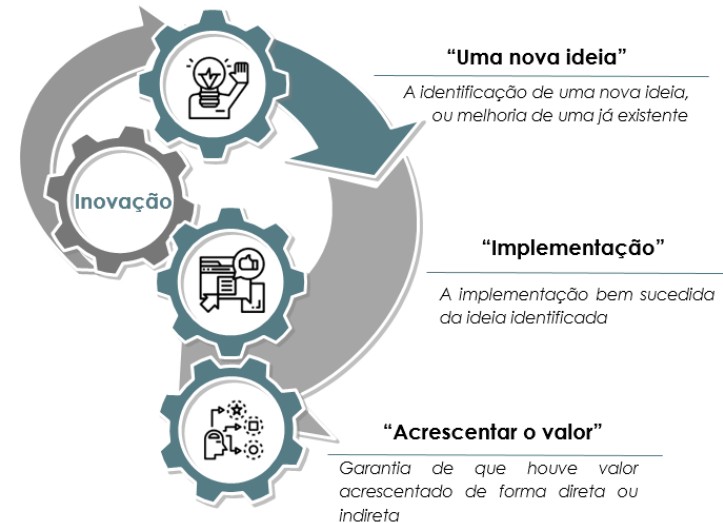 “Uma nova ideia”
A identificação de uma nova ideia,
ou melhoria de uma já existente
Inovação
“Implementação”
A implementação bem sucedida
da ideia identificada
“Acrescentar o valor”
Garantia de que houve valor
acrescentado de forma direta ou
indireta